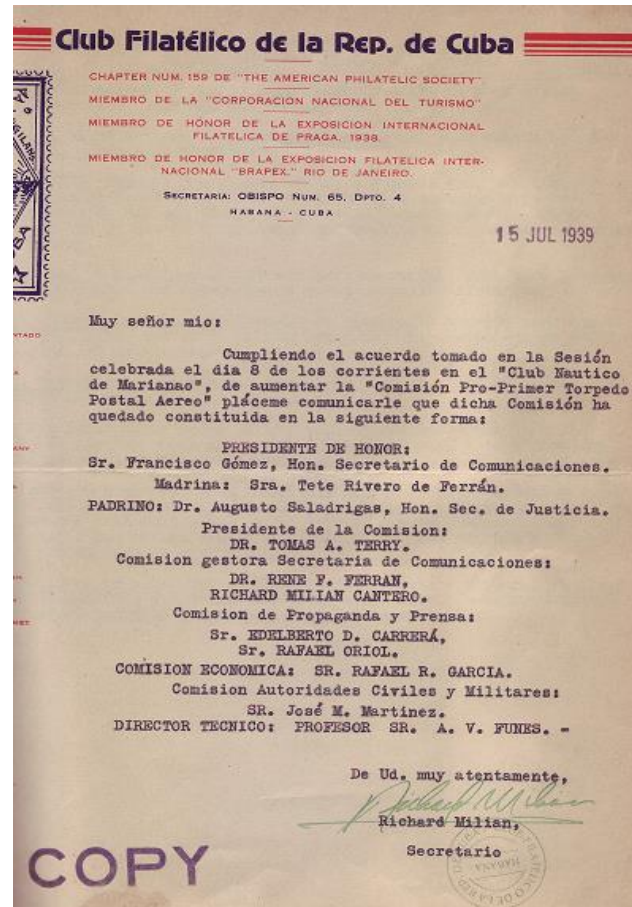 Club Filatélico de la Rep. de Cuba
CHAPTER NUM. 159 DE "THE AMERICAN PHILATELIC SOCIETY".
MIEMBRO DE LA "CORPORACION NACIONAL DEL TURISMO"
MIEMBRO DE HONOR DE LA EXPOSICION INTERNACIONAL
FILATELICA DE PRAGA. 1938.
MIEMBRO DE HONOR DE LA EXPOSICION FILATELICA INTER-
NACIONAL "BRAPEX." RIO DE JANEIRO.
SECRETARIA: OBISPO NUM. 65, DPTO. 4
HABANA - CUBA
15 JUL 1939
Muy señor mio:
Cumpliendo el acuerdo tomado en la Sesión
celebrada el dia 8 de los corrientes en el "Club Nautico
de Marianao", de aumentar la "Comisión Pro-Primer Torpedo
Postal Aereo" pláceme comunicarle que dicha Comisión ha
quedado constituida en la siguiente forma:
PRESIDENTE DE HONOR:
Sr. Francisco Gómez, Hon. Secretario de Comunicaciones.
Madrina: Sra. Tete Rivero de Ferrán.
PADRINO: Dr. Augusto Saladrigas, Hon. Sec. de Justicia.
Presidente de la Comision:
DR. TOMAS A. TERRY.
Comision gestora Secretaria de Comunicaciones:
DR. RENE F. FERRAN,
RICHARD MILIAN CANTERO.
Comision de Propaganda y Prensa:
Sr. EDELBERTO D. CARRERÁ,
Sr. RAFAEL ORIOL.
COMISION ECONOMICA: SR. RAFAEL R. GARCIA.
Comision Autoridades Civiles y Militares:
SR. José M. Martinez.
DIRECTOR TECNICO: PROFESOR SR. A. V. FUNES. -
De Ud. muy atentamente,
Richard Milian
Richard Milian,
Secretario
HABANA
COPY